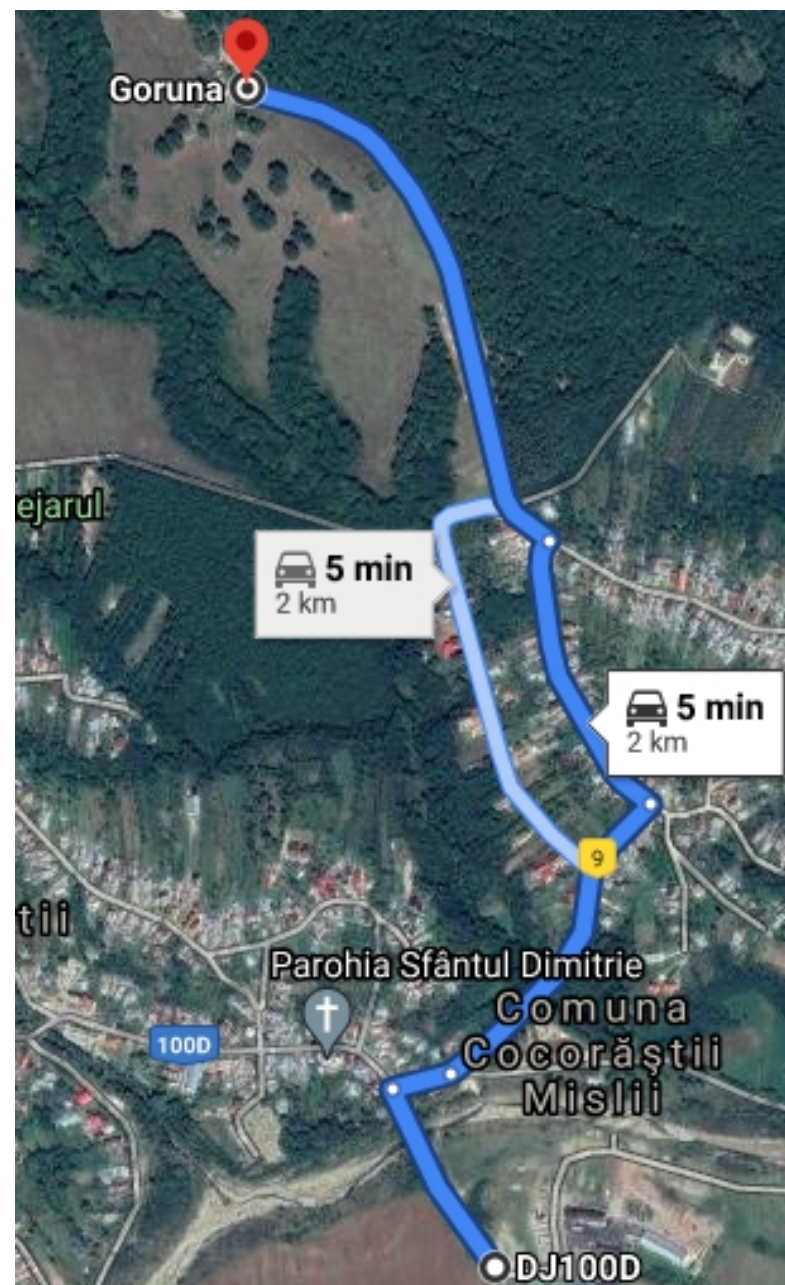 Goruna
ejarul
5 min
2 km
5 min
2 km
9
tii
Parohia Sfântul Dimitrie
Comuna
Cocorăștii
Mislii
100D
DJ100D